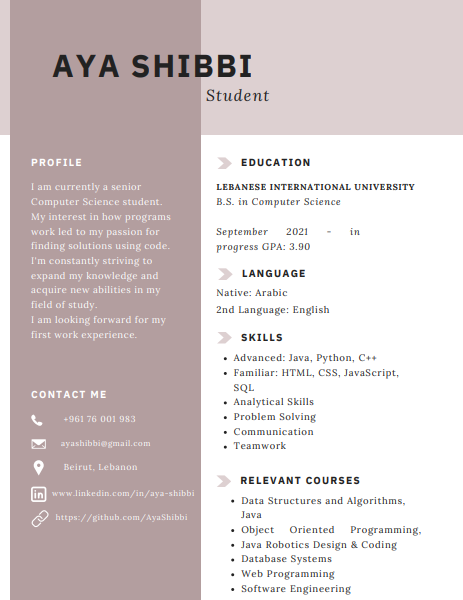 AYA SHIBBI
Student
PROFILE
I am currently a senior
Computer Science student.
My interest in how programs
work led to my passion for
finding solutions using code.
I'm constantly striving to
expand my knowledge and
acquire new abilities in my
field of study.
I am looking forward for my
first work experience.
CONTACT ME
+961 76 001 983
ayashibbi@gmail.com
Beirut, Lebanon
www.linkedin.com/in/aya-shibbi
https://github.com/AyaShibbi
EDUCATION
LEBANESE INTERNATIONAL UNIVERSITY
B.S. in Computer Science
September 2021 - in
progress GPA: 3.90
LANGUAGE
Native: Arabic
2nd Language: English
SKILLS
• Advanced: Java, Python, C++
• Familiar: HTML, CSS, JavaScript,
SQL
• Analytical Skills
• Problem Solving
• Communication
• Teamwork
RELEVANT COURSES
• Data Structures and Algorithms,
Java
• Object Oriented Programming,
• Java Robotics Design & Coding
• Database Systems
• Web Programming
• Software Engineering